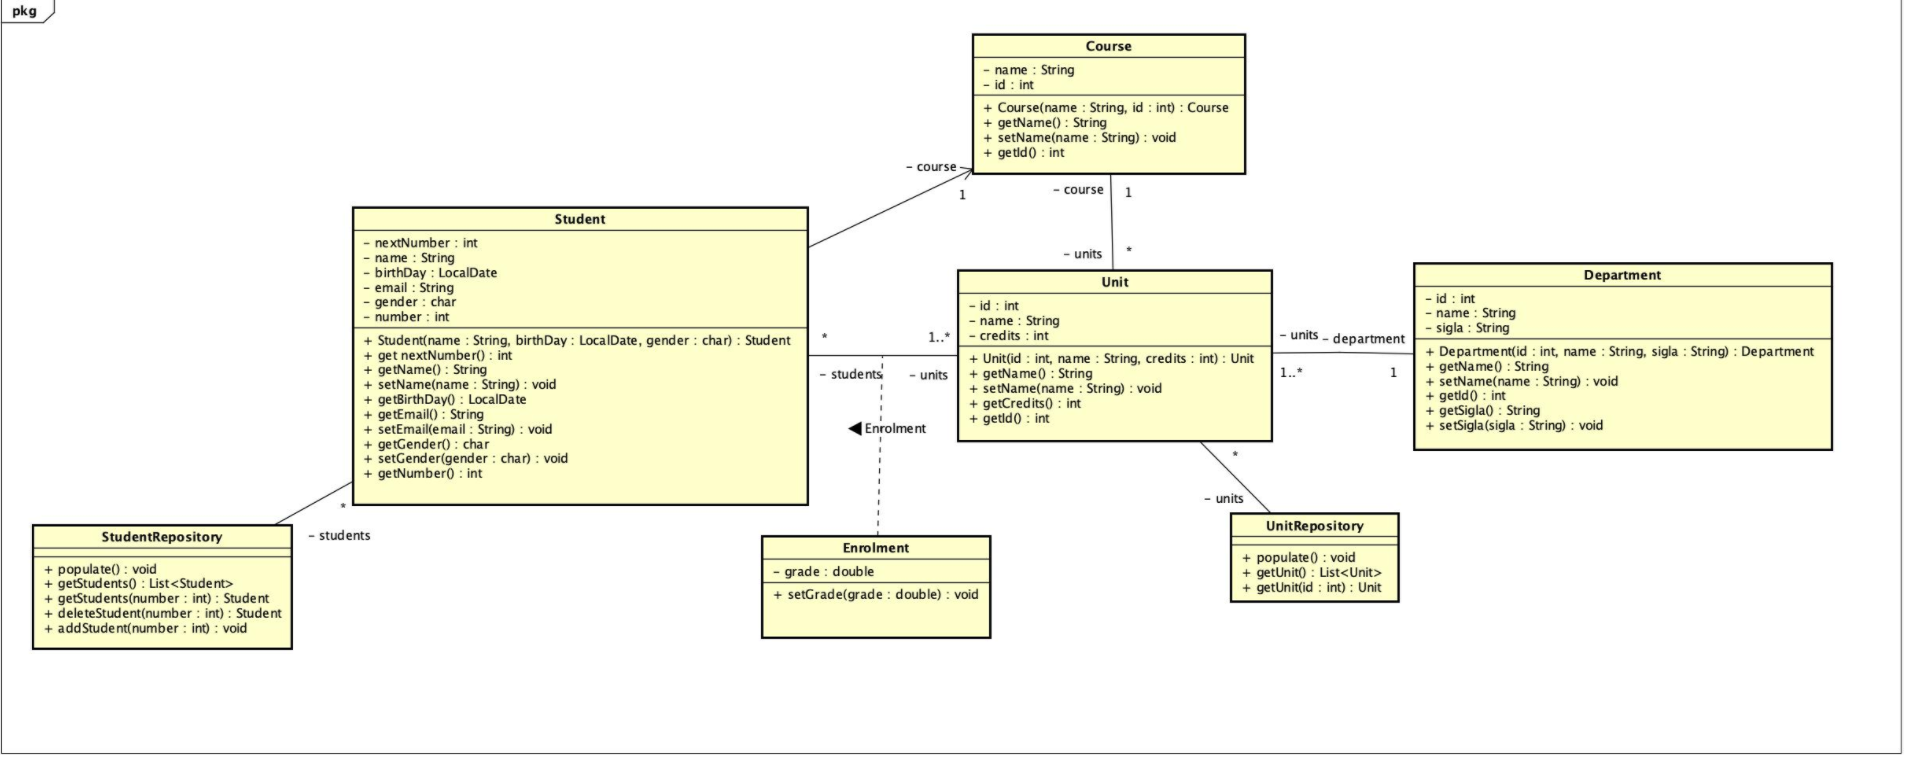 pkg
Course
– name : String
– id : int
+ Course(name : String, id : int) : Course
+ getName() : String
+ setName(name : String) : void
+ getId() : int
– course
1
– course
1
– units
*
Student
– nextNumber : int
– name : String
– birthDay : LocalDate
– email : String
– gender : char
– number : int
+ Student(name : String, birthDay : LocalDate, gender : char) : Student
+ get nextNumber() : int
+ getName() : String
+ setName(name : String) : void
+ getBirthDay() : LocalDate
+ getEmail() : String
+ setEmail(email : String) : void
+ getGender() : char
+ setGender(gender : char) : void
+ getNumber() : int
*
1..*
– students
– units
Enrolment
Unit
– id : int
– name : String
– credits : int
+ Unit(id : int, name : String, credits : int) : Unit
+ getName() : String
+ setName(name : String) : void
+ getCredits() : int
+ getId() : int
– units
– department
1..*
1
Department
– id : int
– name : String
– sigla : String
+ Department(id : int, name : String, sigla : String) : Department
+ getName() : String
+ setName(name : String) : void
+ getId() : int
+ getSigla() : String
+ setSigla(sigla : String) : void
*
– students
StudentRepository
+ populate() : void
+ getStudents() : List<Student>
+ getStudents(number : int) : Student
+ deleteStudent(number : int) : Student
+ addStudent(number : int) : void
Enrolment
– grade : double
+ setGrade(grade : double) : void
*
– units
UnitRepository
+ populate() : void
+ getUnit() : List<Unit>
+ getUnit(id : int) : Unit